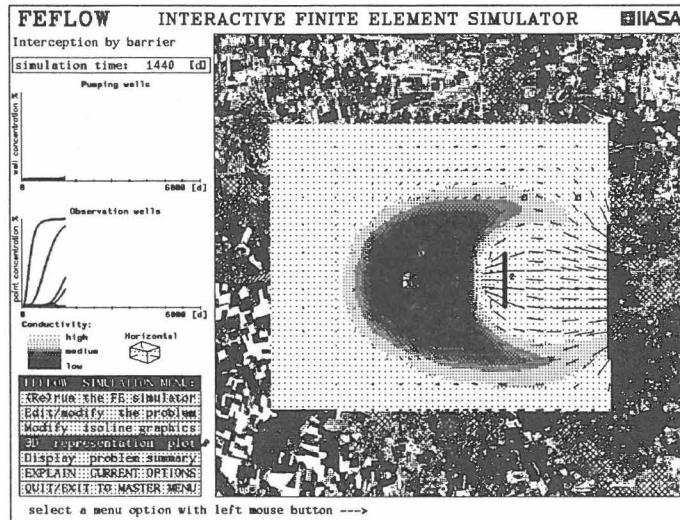 FEFLOW INTERACTIVE FINITE ELEMENT SIMULATOR IIASA
Interception by barrier
simulation time: 1440 [d]
Pumping wells
well concentration %
0 6000 [d]
Observation wells
point concentration %
0 6000 [d]
Conductivity:
high
medium
low
Horizontal
FEFLOW SIMULATION MENU:
(Re)run the FE simulator
Edit/modify the problem
Modify isoline graphics
3D representation plot
Display problem summary
EXPLAIN CURRENT OPTIONS
QUIT/EXIT TO MASTER MENU
select a menu option with left mouse button --->